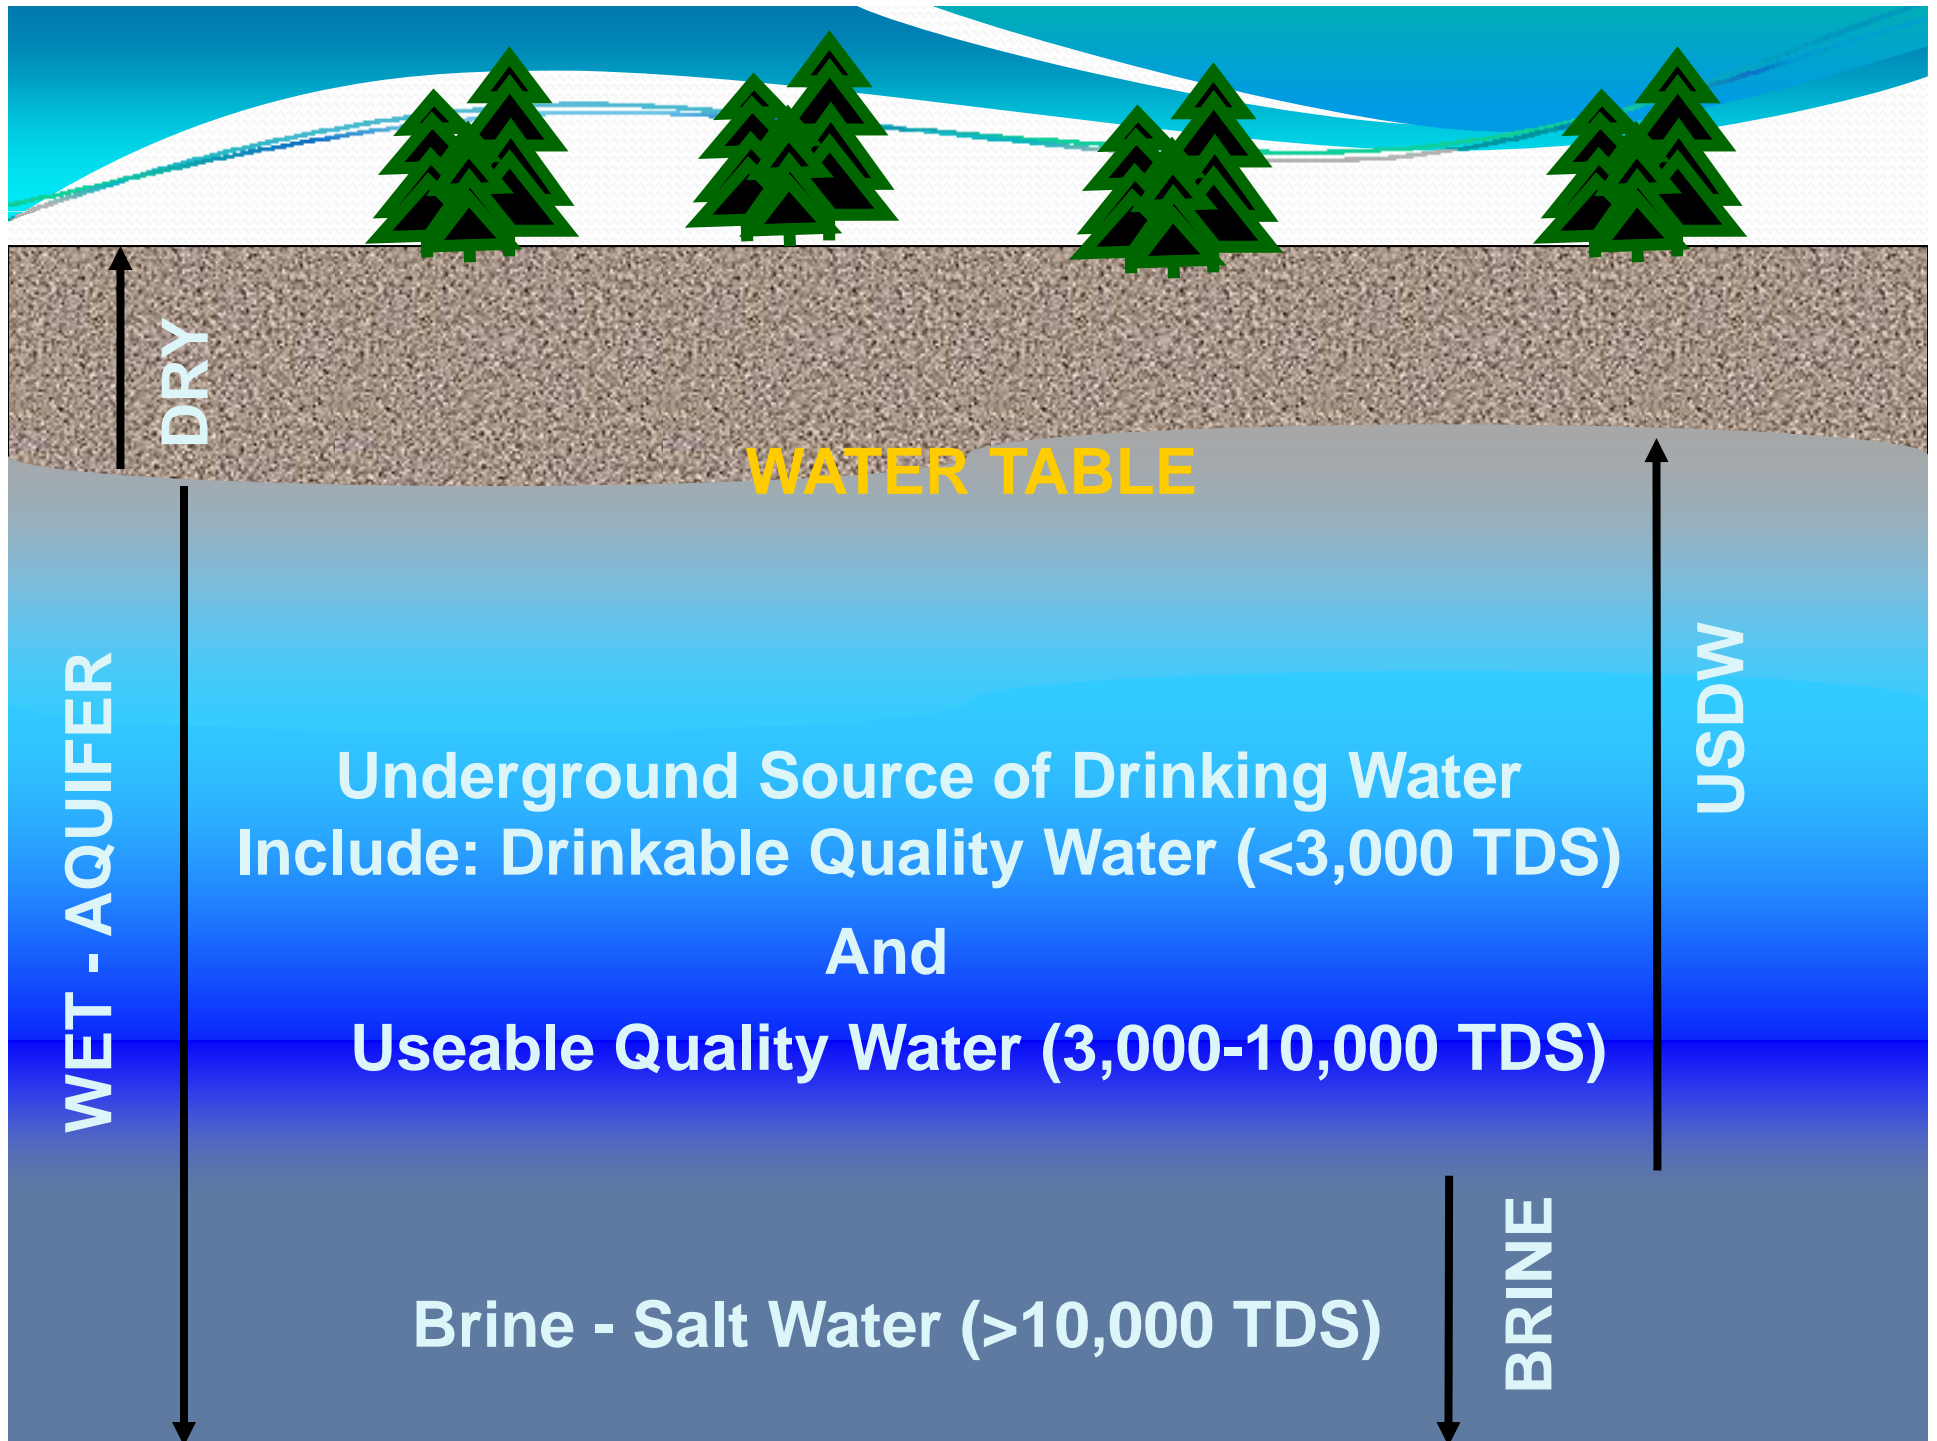 DRY
WATER TABLE
WET - AQUIFER
USDW
Underground Source of Drinking Water
Include: Drinkable Quality Water (<3,000 TDS)
And
Useable Quality Water (3,000-10,000 TDS)
BRINE
Brine - Salt Water (>10,000 TDS)